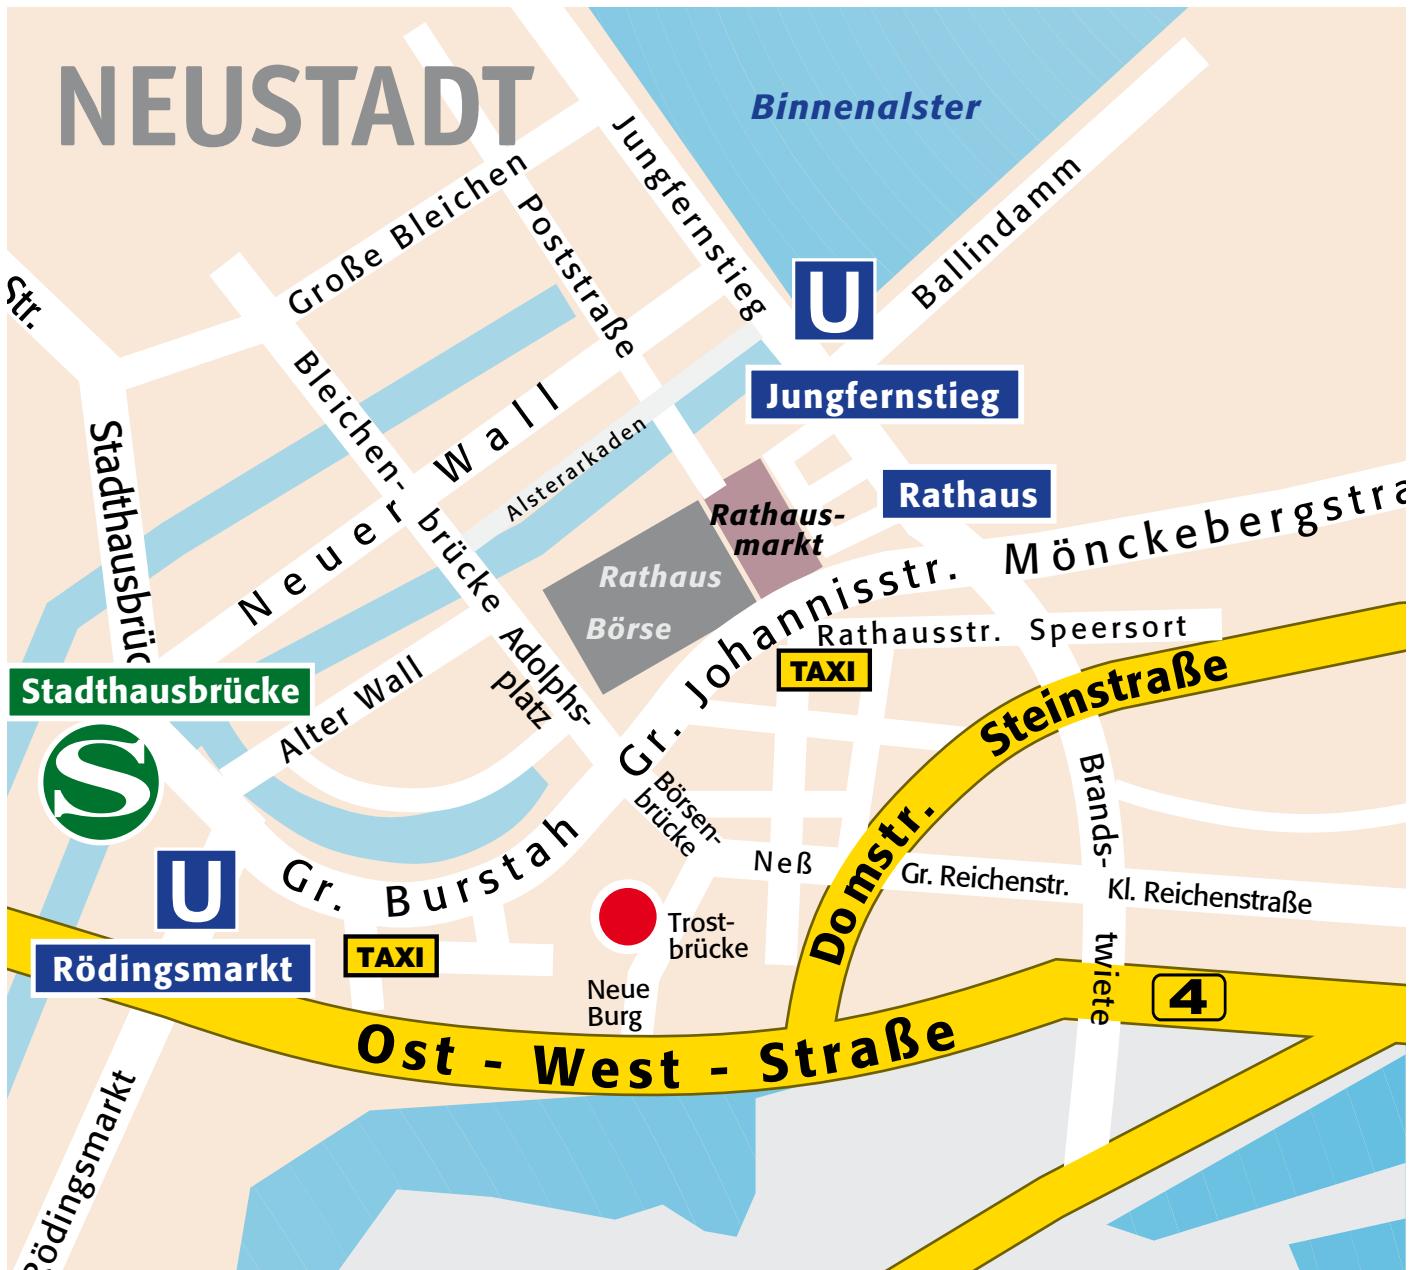 NEUSTADT
Binnenalster
Jungfernstieg
Ballindamm
Große Bleichen
Poststraße
Str.
U
Jungfernstieg
Bleichen-
brücke
Neuer Wall
Alsterarkaden
Stadthausbrüc
Rathaus
Rathaus-
markt
Rathaus
Börse
Mönckebergstra
Gr. Johannisstr.
Rathausstr.
Speersort
TAXI
Steinstraße
Adolphs-
platz
Alter Wall
Stadthausbrücke
S
Börsen-
brücke
Brands-
twiete
Domstr.
Neß
Gr. Reichenstr.
Kl. Reichenstraße
Gr. Burstah
U
Rödingsmarkt
TAXI
Trost-
brücke
Neue
Burg
4
Ost - West - Straße
Rödingsmarkt